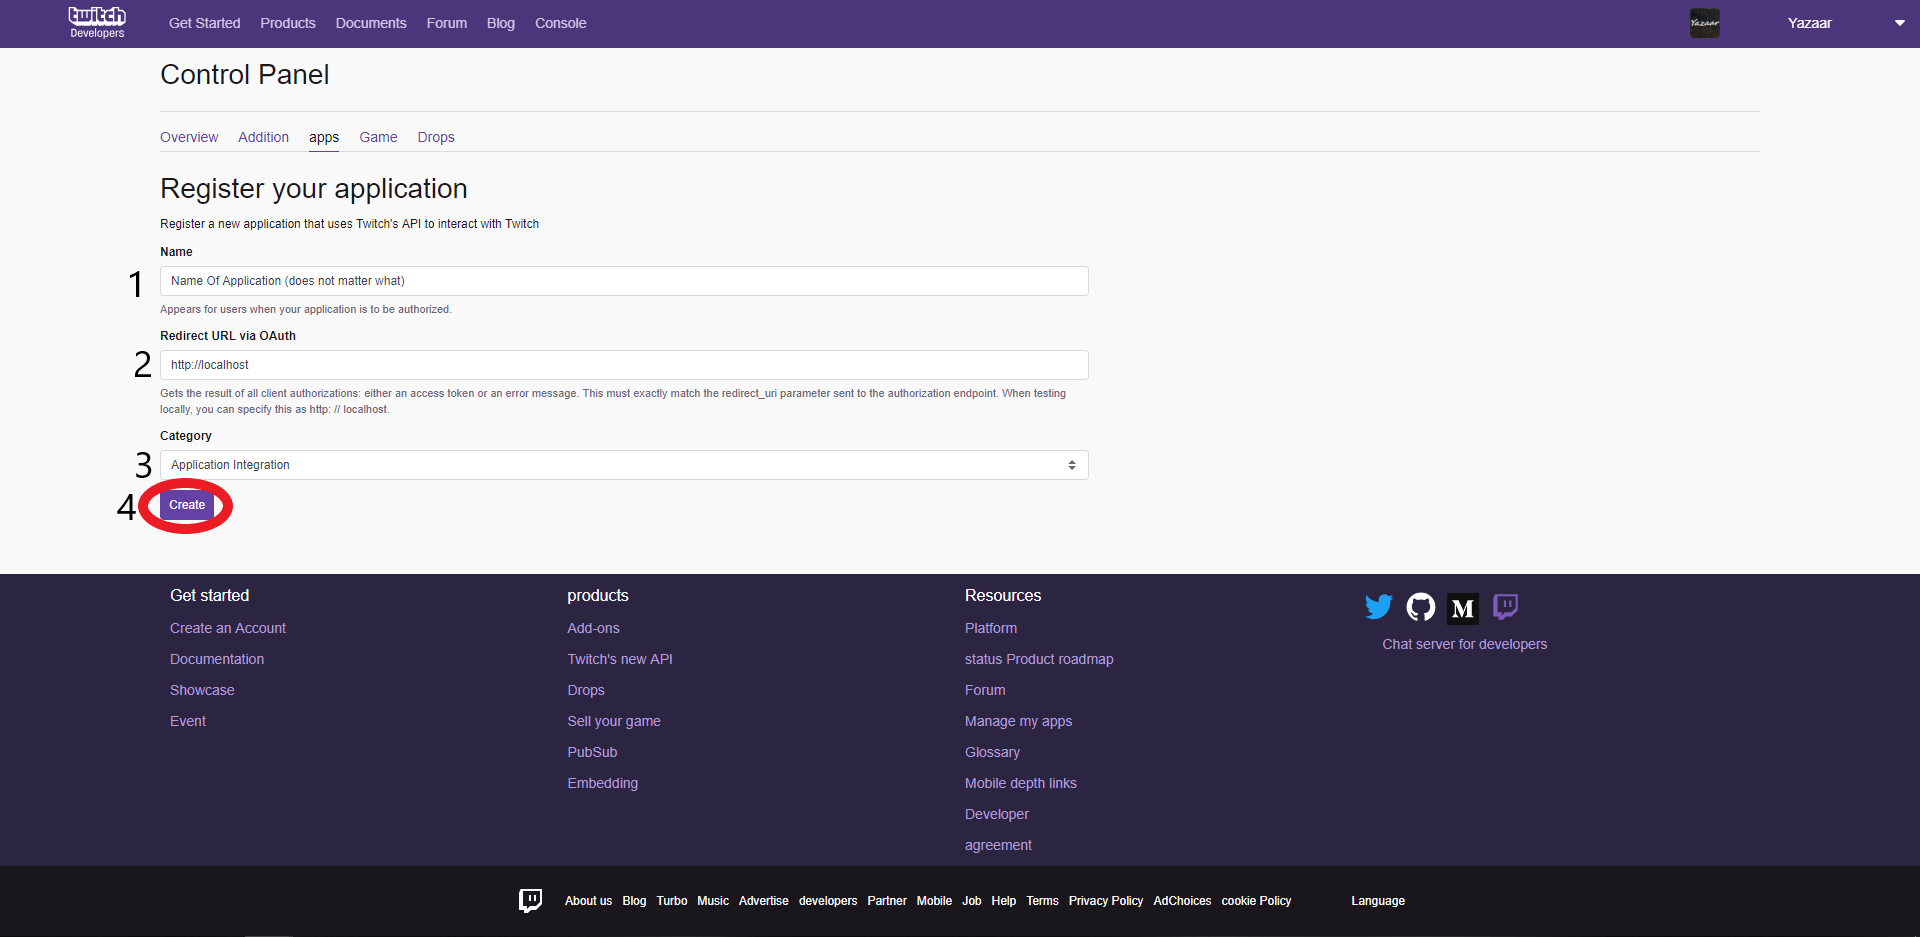 twitch
Developers
Get Started Products Documents Forum Blog Console
Yazaar
Yazaar
Control Panel
Overview Addition apps Game Drops
Register your application
Register a new application that uses Twitch's API to interact with Twitch
Name
1 Name Of Application (does not matter what)
Appears for users when your application is to be authorized.
Redirect URL via OAuth
2 http://localhost
Gets the result of all client authorizations: either an access token or an error message. This must exactly match the redirect_uri parameter sent to the authorization endpoint. When testing
locally, you can specify this as http: // localhost.
Category
3 Application Integration
4 Create
Get started
Create an Account
Documentation
Showcase
Event
products
Add-ons
Twitch's new API
Drops
Sell your game
PubSub
Embedding
Resources
Platform
status Product roadmap
Forum
Manage my apps
Glossary
Mobile depth links
Developer
agreement
M
Chat server for developers
About us Blog Turbo Music Advertise developers Partner Mobile Job Help Terms Privacy Policy AdChoices cookie Policy Language